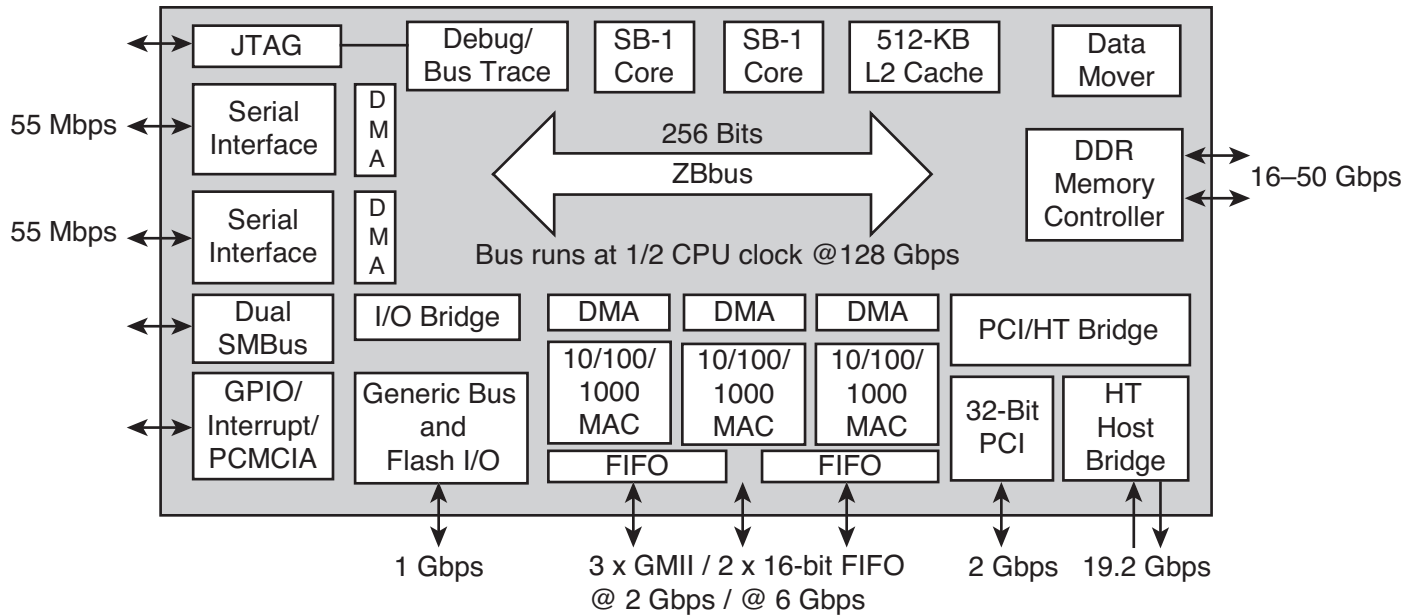 JTAG
Debug/
Bus Trace
SB-1
Core
SB-1
Core
512-KB
L2 Cache
Data
Mover
55 Mbps
Serial
Interface
D
M
A
256 Bits
ZBbus
Bus runs at 1/2 CPU clock @128 Gbps
DDR
Memory
Controller
16–50 Gbps
55 Mbps
Serial
Interface
D
M
A
Dual
SMBus
I/O Bridge
DMA
DMA
DMA
PCI/HT Bridge
GPIO/
Interrupt/
PCMCIA
Generic Bus
and
Flash I/O
10/100/
1000
MAC
10/100/
1000
MAC
10/100/
1000
MAC
FIFO
FIFO
32-Bit
PCI
HT
Host
Bridge
1 Gbps
3 x GMII / 2 x 16-bit FIFO
@ 2 Gbps / @ 6 Gbps
2 Gbps
19.2 Gbps